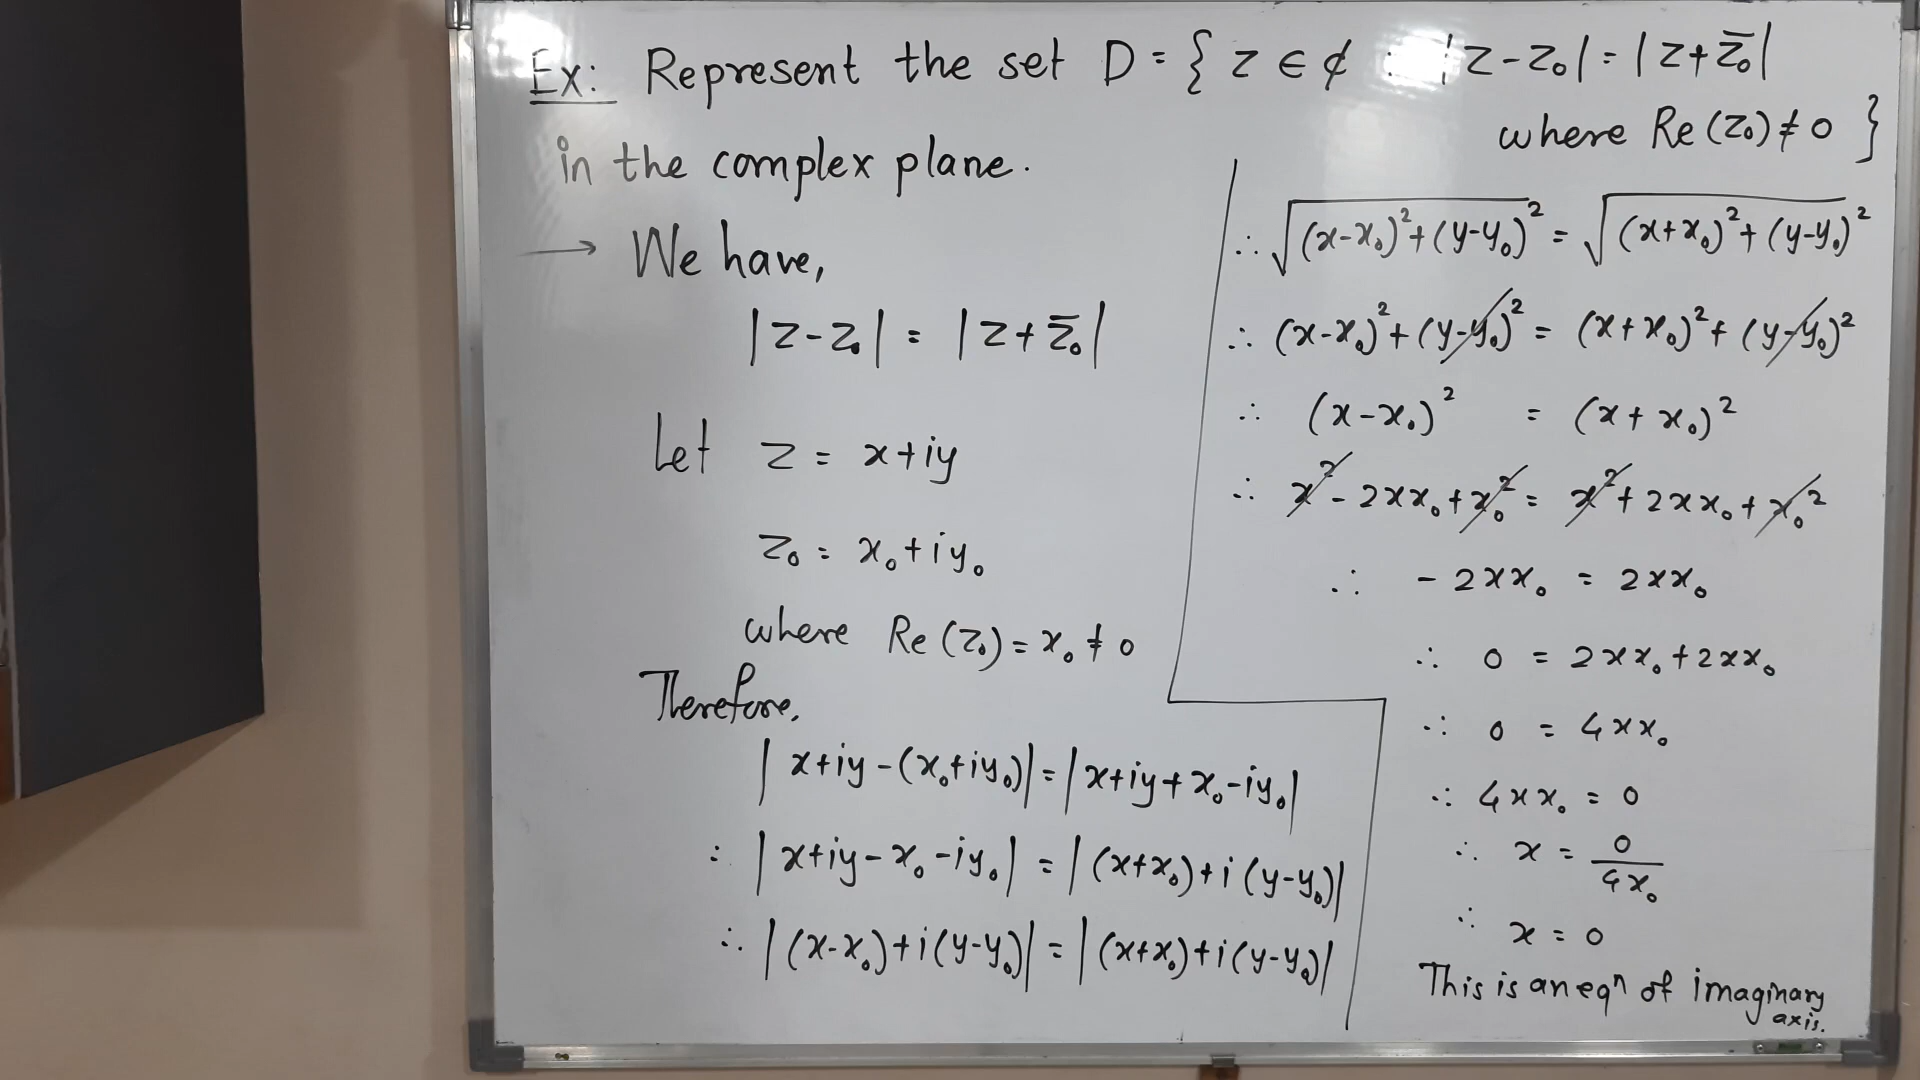 Ex: Represent the set D = { z ∈ ₵ : |z-z₀| = |z+z̄₀|
where Re(z₀) ≠ 0 }
in the complex plane.
→ We have,
|z-z₀| = |z+z̄₀|
Let z = x+iy
z₀ = x₀+iy₀
where Re(z₀) = x₀ ≠ 0
Therefore,
|x+iy-(x₀+iy₀)| = |x+iy+x₀-iy₀|
: |x+iy-x₀-iy₀| = |(x+x₀)+i(y-y₀)|
∴ |(x-x₀)+i(y-y₀)| = |(x+x₀)+i(y-y₀)|
∴ √(x-x₀)²+(y-y₀)² = √(x+x₀)²+(y-y₀)²
∴ (x-x₀)²+(y-y₀)² = (x+x₀)²+(y-y₀)²
∴ (x-x₀)² = (x+x₀)²
∴ x²-2xx₀+x₀² = x²+2xx₀+x₀²
∴ -2xx₀ = 2xx₀
∴ 0 = 2xx₀+2xx₀
∴ 0 = 4xx₀
∴ 4xx₀ = 0
∴ x = 0/4x₀
∴ x = 0
This is an eqⁿ of imaginary
axis.